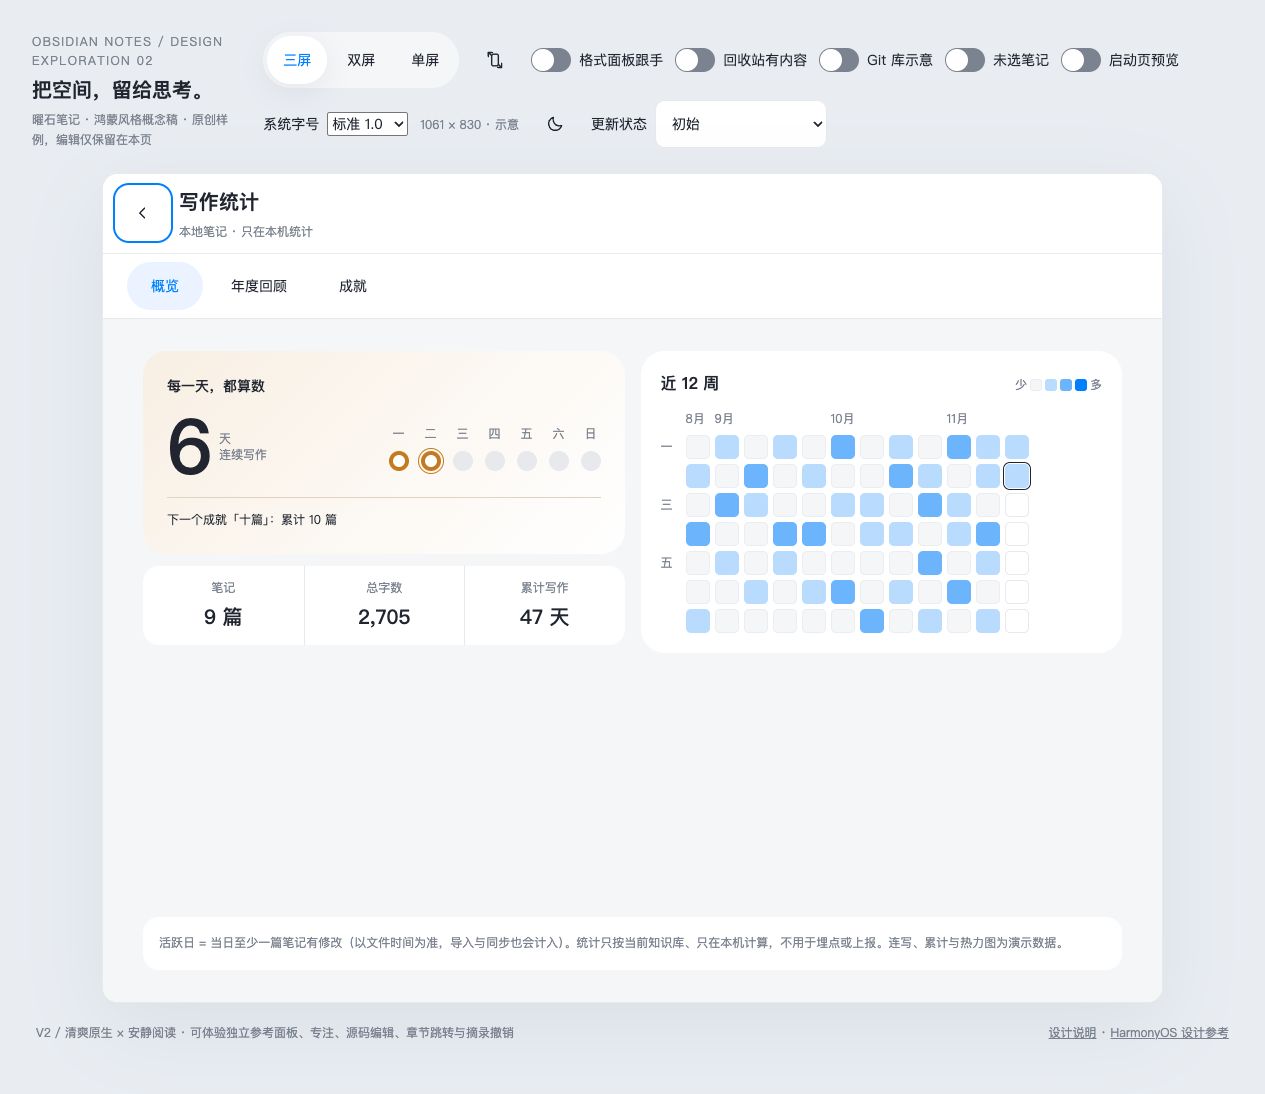 OBSIDIAN NOTES / DESIGN
EXPLORATION 02
把空间，留给思考。
曜石笔记 · 鸿蒙风格概念稿 · 原创样
例，编辑仅保留在本页
三屏 双屏 单屏
格式面板跟手 回收站有内容 Git 库示意 未选笔记 启动页预览
系统字号 标准 1.0 1061 × 830 · 示意 更新状态 初始
写作统计
本地笔记 · 只在本机统计
概览 年度回顾 成就
每一天，都算数
6 天
连续写作
一 二 三 四 五 六 日
下一个成就「十篇」：累计 10 篇
笔记 总字数 累计写作
9 篇 2,705 47 天
近 12 周
少 多
8月 9月 10月 11月
一
三
五
活跃日 = 当日至少一篇笔记有修改（以文件时间为准，导入与同步也会计入）。统计只按当前知识库、只在本机计算，不用于埋点或上报。连写、累计与热力图为演示数据。
V2 / 清爽原生 × 安静阅读 · 可体验独立参考面板、专注、源码编辑、章节跳转与摘录撤销
设计说明 · HarmonyOS 设计参考